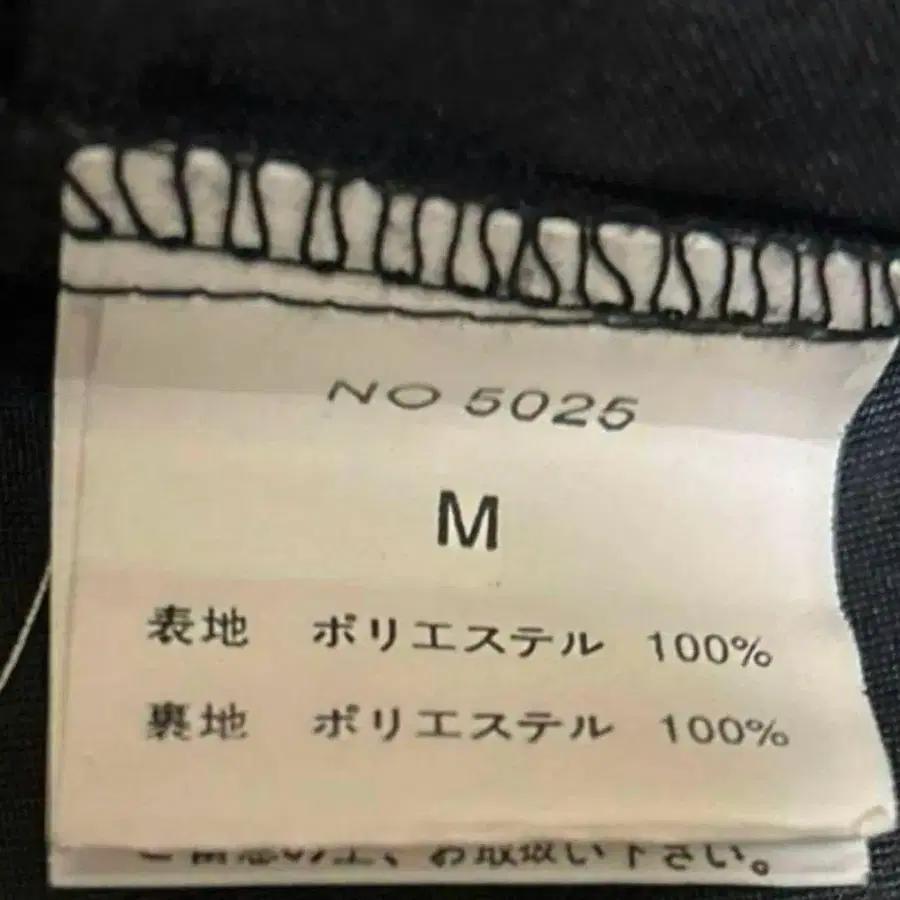 NO 5025
M
表地 ポリエステル 100%
裏地 ポリエステル 100%
お取扱い下さい。